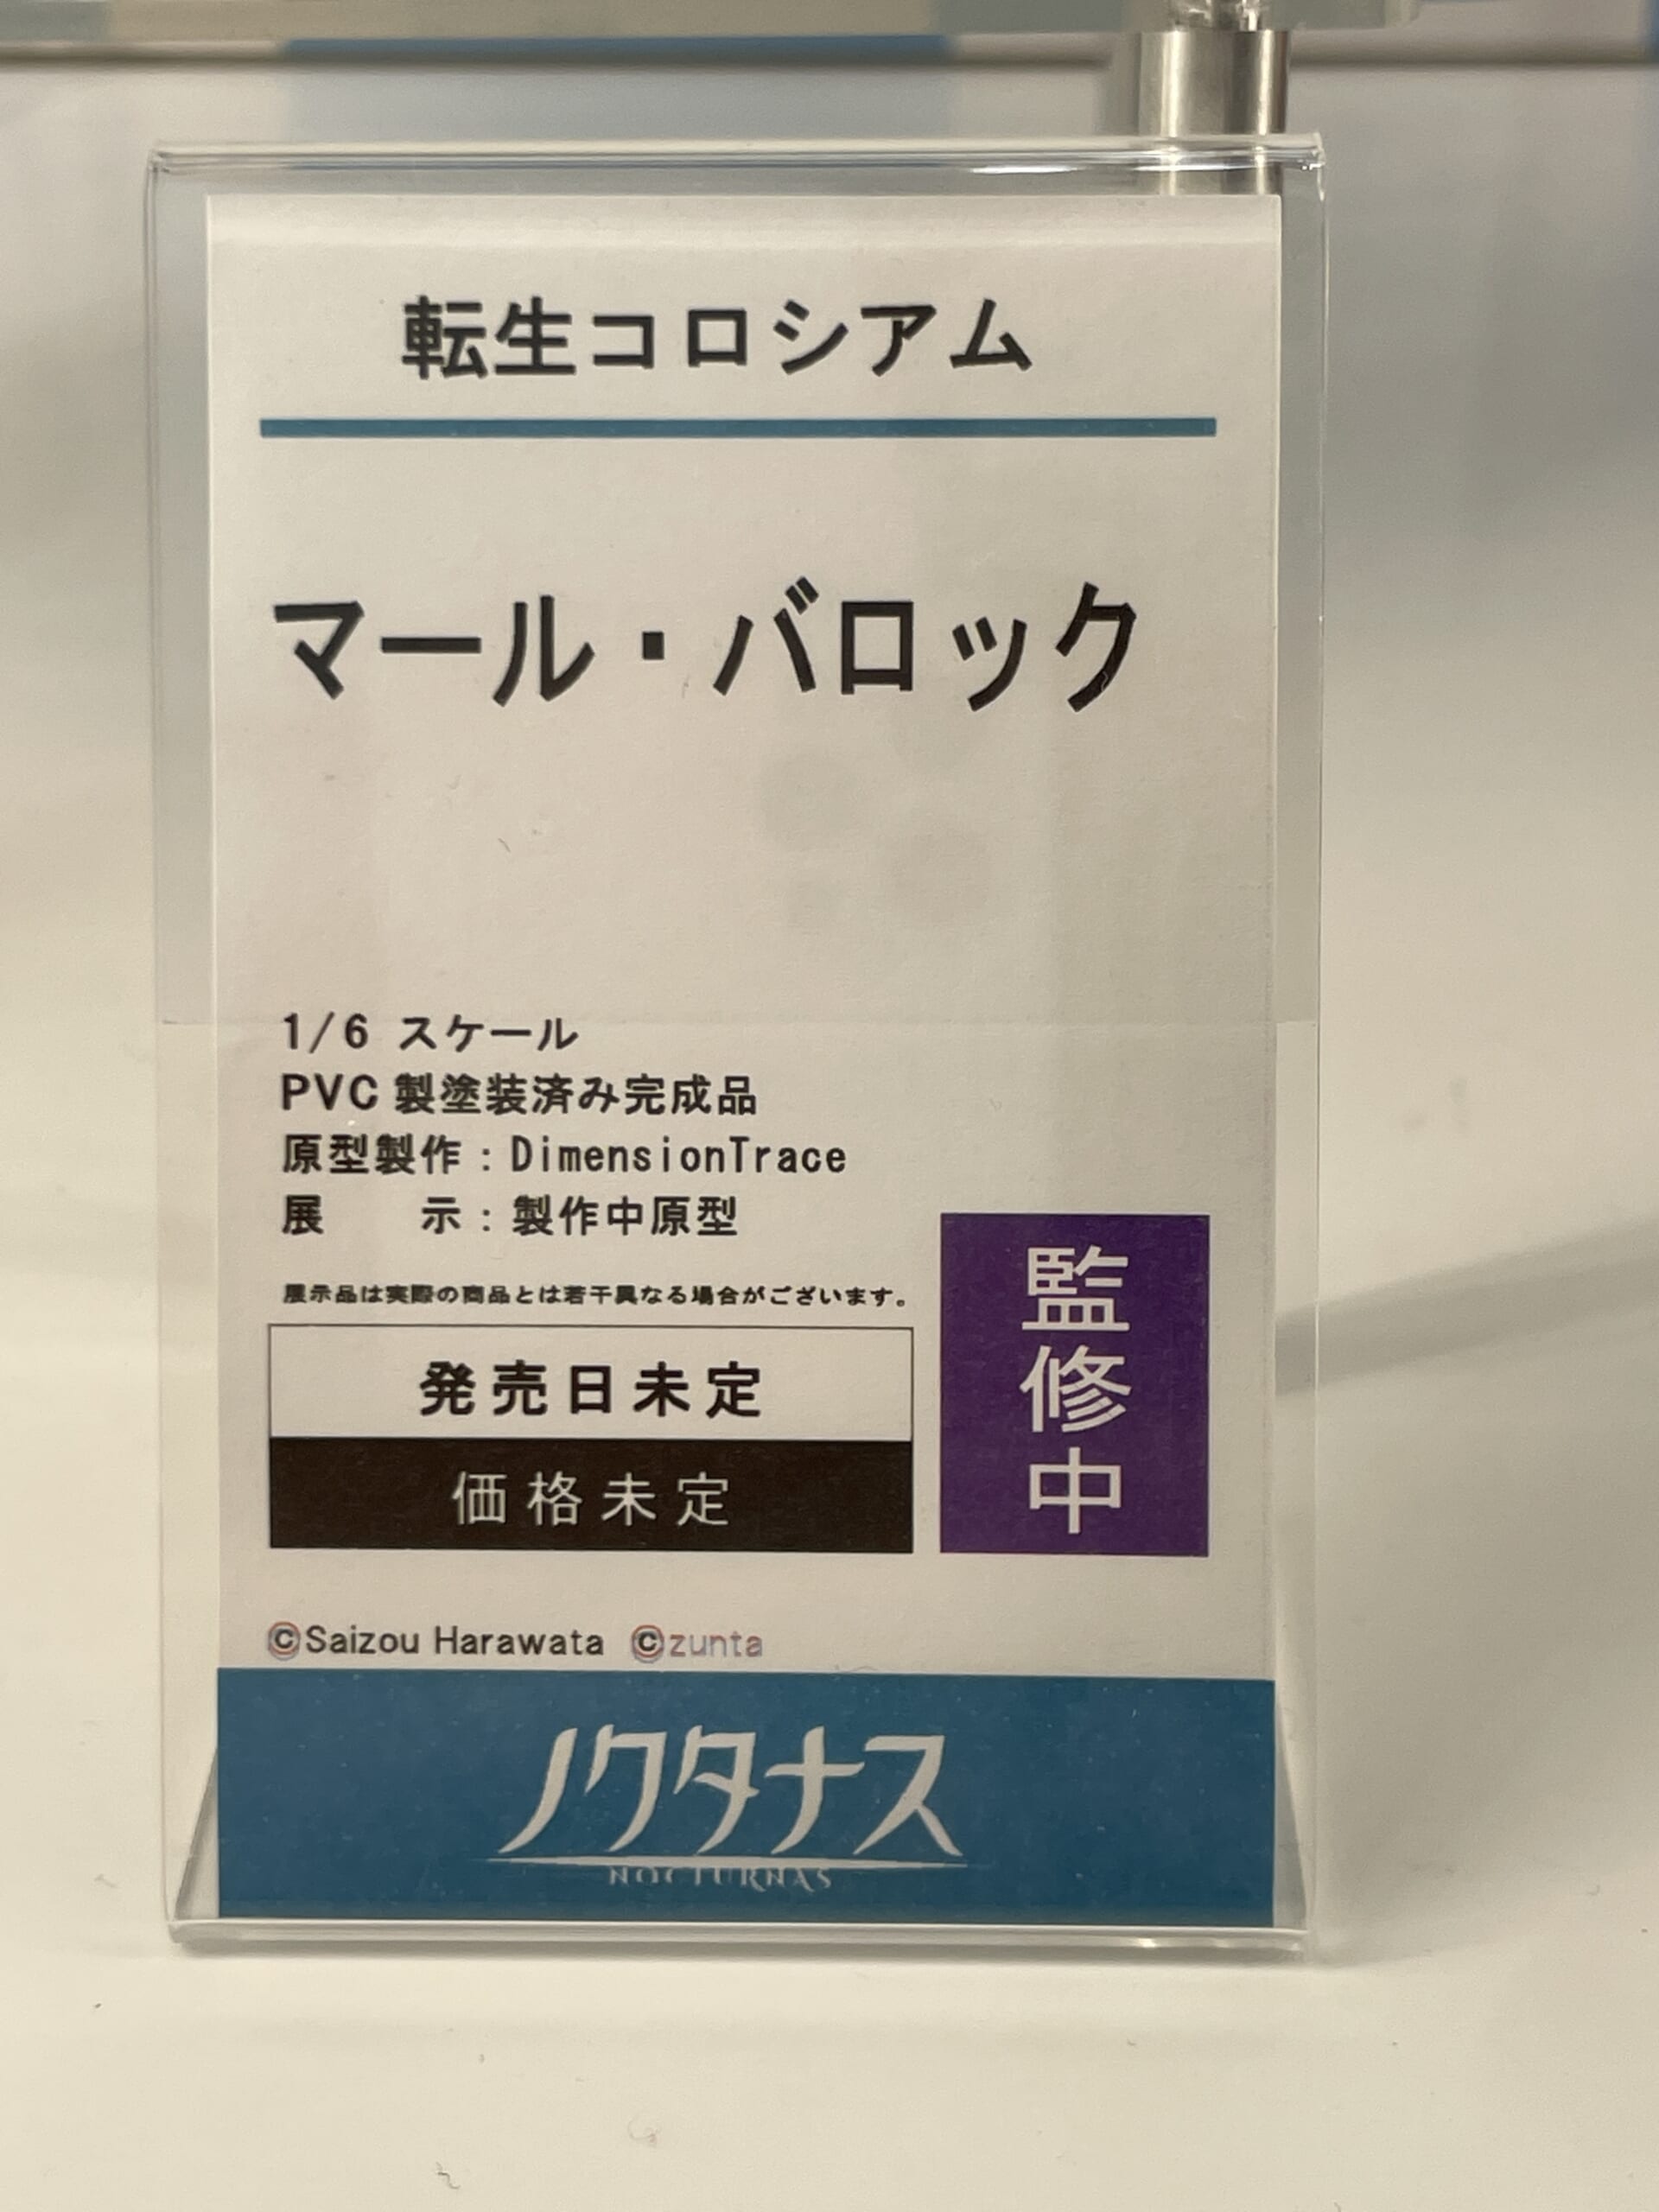 転生コロシアム
マール・バロック
1/6 スケール
PVC 製塗装済み完成品
原型製作：DimensionTrace
展　　示：製作中原型
展示品は実際の商品とは若干異なる場合がございます。
発売日未定
価格未定
監修中
©Saizou Harawata ©zunta
ノクタナス
NOCTURNAS